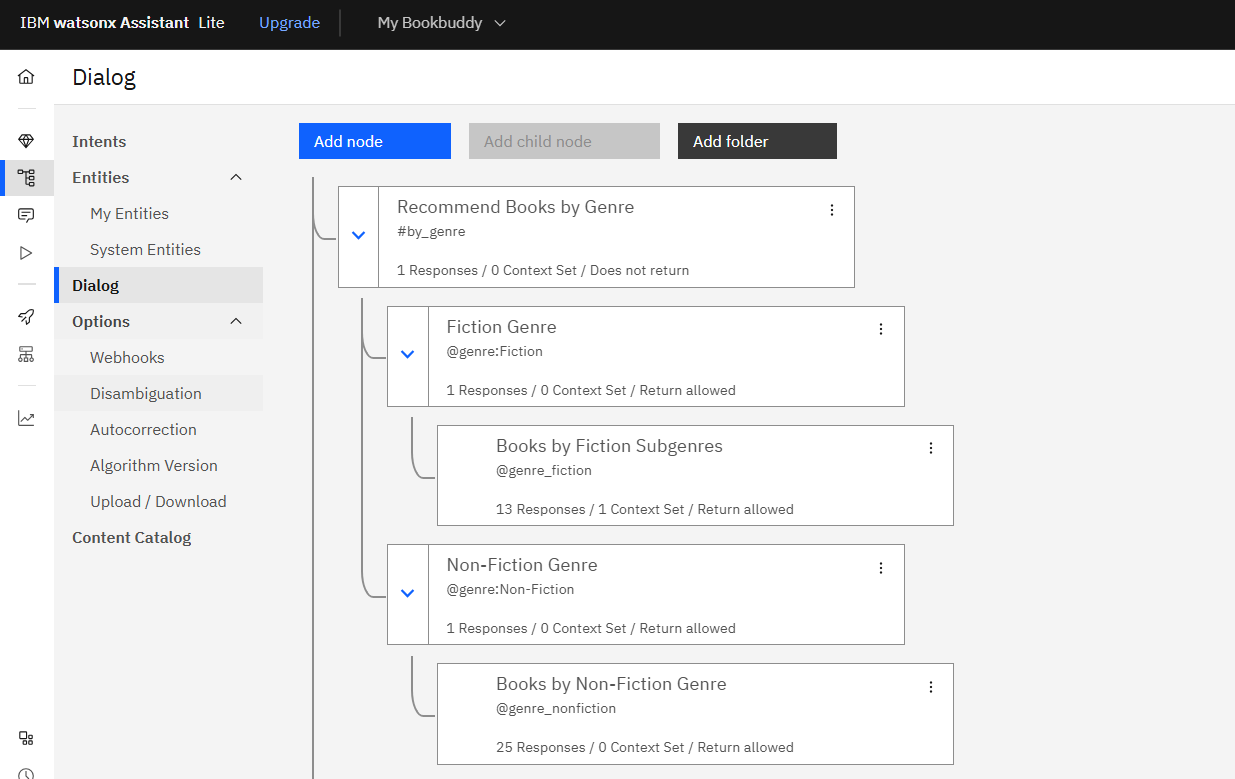 IBM watsonx Assistant Lite Upgrade My Bookbuddy
Dialog
Intents
Entities
My Entities
System Entities
Dialog
Options
Webhooks
Disambiguation
Autocorrection
Algorithm Version
Upload / Download
Content Catalog
Add node Add child node Add folder
Recommend Books by Genre
#by_genre
1 Responses / 0 Context Set / Does not return
Fiction Genre
@genre:Fiction
1 Responses / 0 Context Set / Return allowed
Books by Fiction Subgenres
@genre_fiction
13 Responses / 1 Context Set / Return allowed
Non-Fiction Genre
@genre:Non-Fiction
1 Responses / 0 Context Set / Return allowed
Books by Non-Fiction Genre
@genre_nonfiction
25 Responses / 0 Context Set / Return allowed